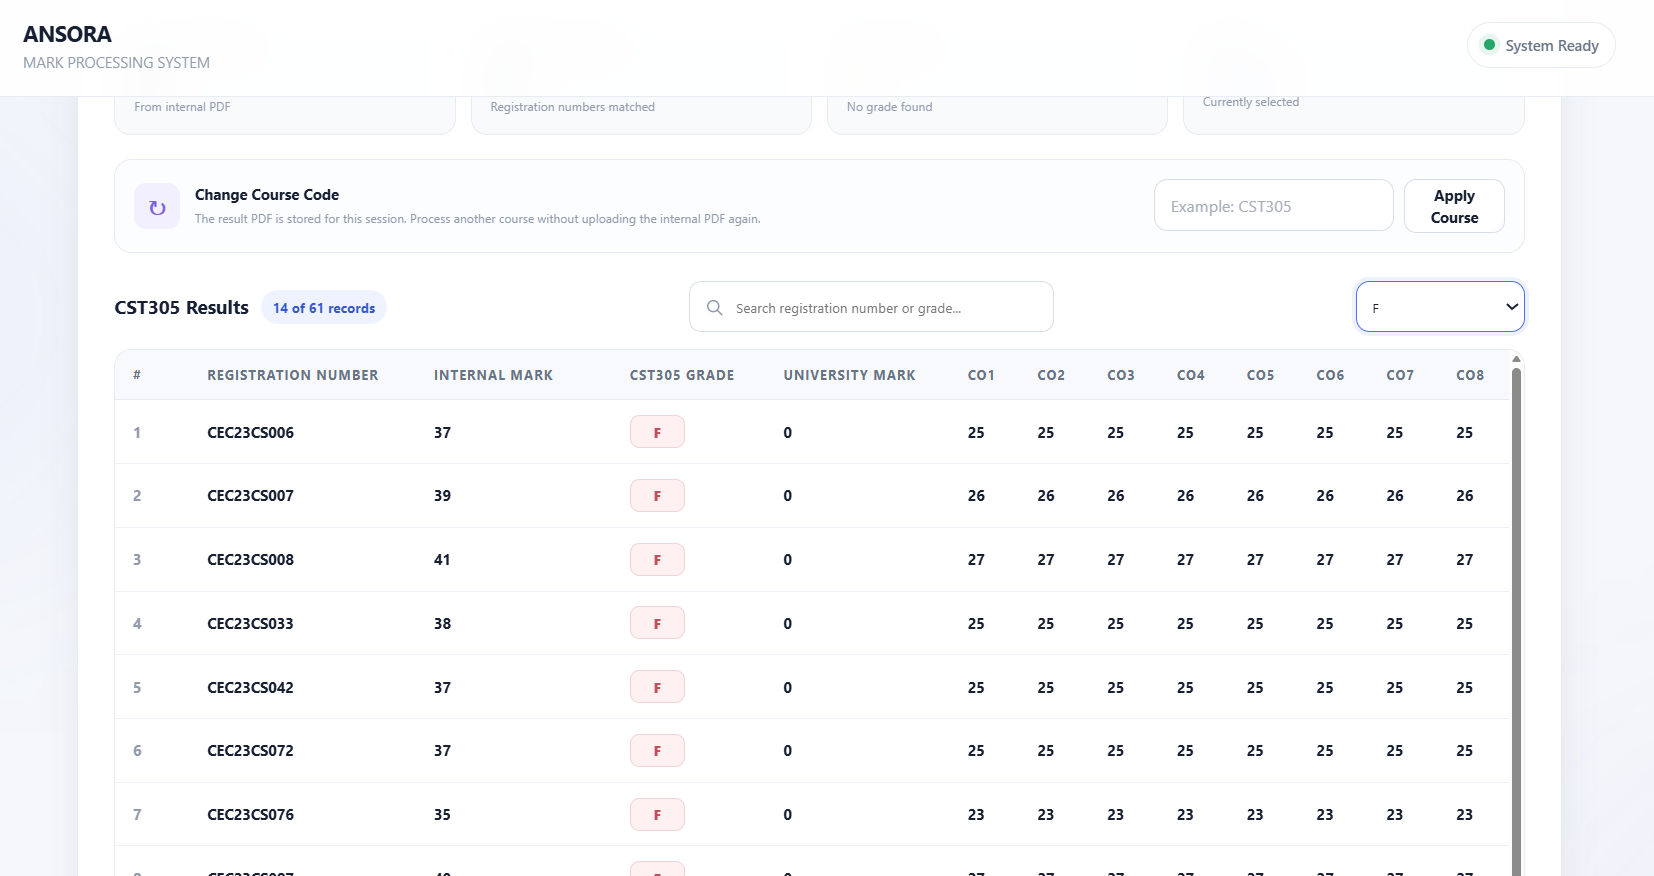 ANSORA
MARK PROCESSING SYSTEM
System Ready
From internal PDF
Registration numbers matched
No grade found
Currently selected
Change Course Code
The result PDF is stored for this session. Process another course without uploading the internal PDF again.
Example: CST305
Apply
Course
CST305 Results
14 of 61 records
Search registration number or grade...
F
# REGISTRATION NUMBER INTERNAL MARK CST305 GRADE UNIVERSITY MARK CO1 CO2 CO3 CO4 CO5 CO6 CO7 CO8
1 CEC23CS006 37 F 0 25 25 25 25 25 25 25 25
2 CEC23CS007 39 F 0 26 26 26 26 26 26 26 26
3 CEC23CS008 41 F 0 27 27 27 27 27 27 27 27
4 CEC23CS033 38 F 0 25 25 25 25 25 25 25 25
5 CEC23CS042 37 F 0 25 25 25 25 25 25 25 25
6 CEC23CS072 37 F 0 25 25 25 25 25 25 25 25
7 CEC23CS076 35 F 0 23 23 23 23 23 23 23 23